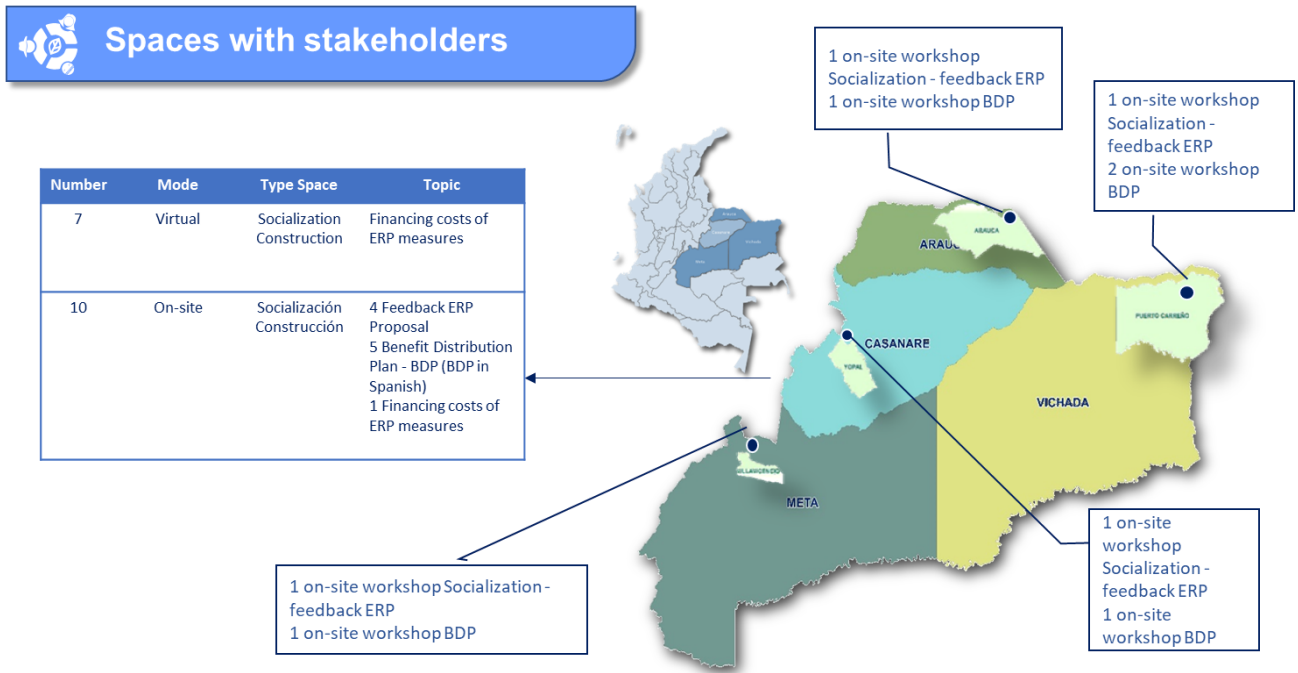 Spaces with stakeholders
1 on-site workshop
Socialization - feedback ERP
1 on-site workshop BDP
1 on-site workshop
Socialization -
feedback ERP
2 on-site workshop
BDP
Number Mode Type Space Topic
7 Virtual Socialization Financing costs of
Construction ERP measures
10 On-site Socialización 4 Feedback ERP
Construcción Proposal
5 Benefit Distribution
Plan - BDP (BDP in
Spanish)
1 Financing costs of
ERP measures
ARAUCA
PUERTO CARREÑO
CASANARE
YOPAL
VICHADA
META
1 on-site workshop Socialization -
feedback ERP
1 on-site workshop BDP
1 on-site
workshop
Socialization -
feedback ERP
1 on-site
workshop BDP